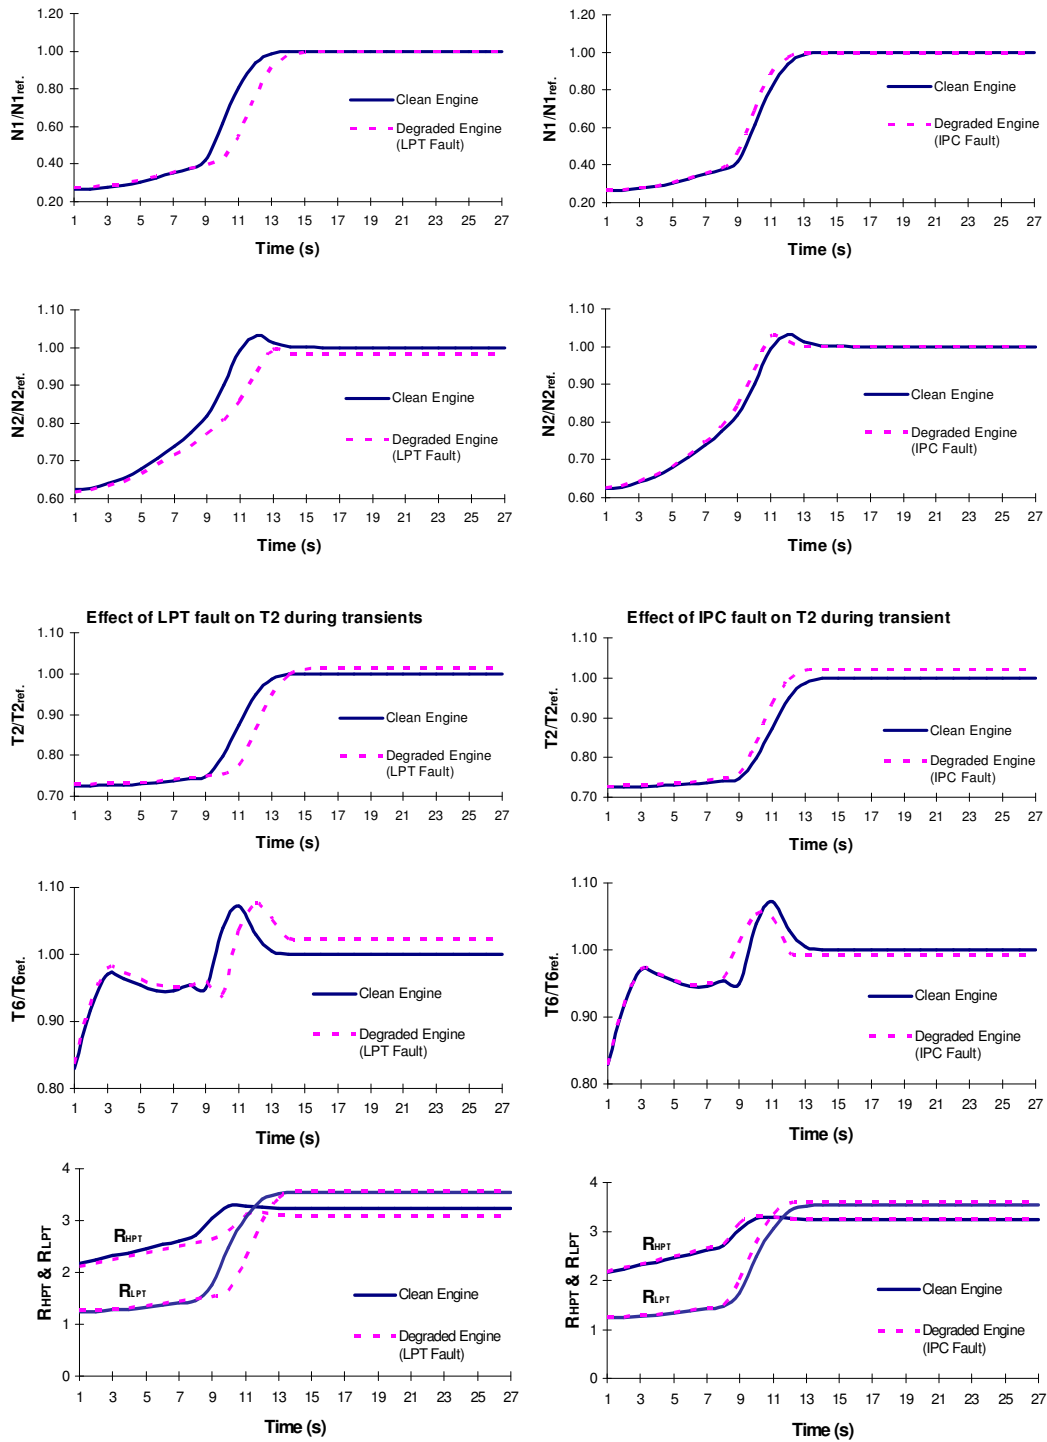 1.20
1.00
0.80
0.60
0.40
0.20
N1/N1ref.
Clean Engine
Degraded Engine
(LPT Fault)
1 3 5 7 9 11 13 15 17 19 21 23 25 27
Time (s)
1.20
1.00
0.80
0.60
0.40
0.20
N1/N1ref.
Clean Engine
Degraded Engine
(IPC Fault)
1 3 5 7 9 11 13 15 17 19 21 23 25 27
Time (s)
1.10
1.00
0.90
0.80
0.70
0.60
N2/N2ref.
Clean Engine
Degraded Engine
(LPT Fault)
1 3 5 7 9 11 13 15 17 19 21 23 25 27
Time (s)
1.10
1.00
0.90
0.80
0.70
0.60
N2/N2ref.
Clean Engine
Degraded Engine
(IPC Fault)
1 3 5 7 9 11 13 15 17 19 21 23 25 27
Time (s)
Effect of LPT fault on T2 during transients
1.10
1.00
0.90
0.80
0.70
T2/T2ref.
Clean Engine
Degraded Engine
(LPT Fault)
1 3 5 7 9 11 13 15 17 19 21 23 25 27
Time (s)
Effect of IPC fault on T2 during transient
1.10
1.00
0.90
0.80
0.70
T2/T2ref.
Clean Engine
Degraded Engine
(IPC Fault)
1 3 5 7 9 11 13 15 17 19 21 23 25 27
Time (s)
1.10
1.00
0.90
0.80
T6/T6ref.
Clean Engine
Degraded Engine
(LPT Fault)
1 3 5 7 9 11 13 15 17 19 21 23 25 27
Time (s)
1.10
1.00
0.90
0.80
T6/T6ref.
Clean Engine
Degraded Engine
(IPC Fault)
1 3 5 7 9 11 13 15 17 19 21 23 25 27
Time (s)
4
3
2
1
0
RHPT & RLPT
RHPT
RLPT
Clean Engine
Degraded Engine
(LPT Fault)
1 3 5 7 9 11 13 15 17 19 21 23 25 27
Time (s)
4
3
2
1
0
RHPT & RLPT
RHPT
RLPT
Clean Engine
Degraded Engine
(IPC Fault)
1 3 5 7 9 11 13 15 17 19 21 23 25 27
Time (s)